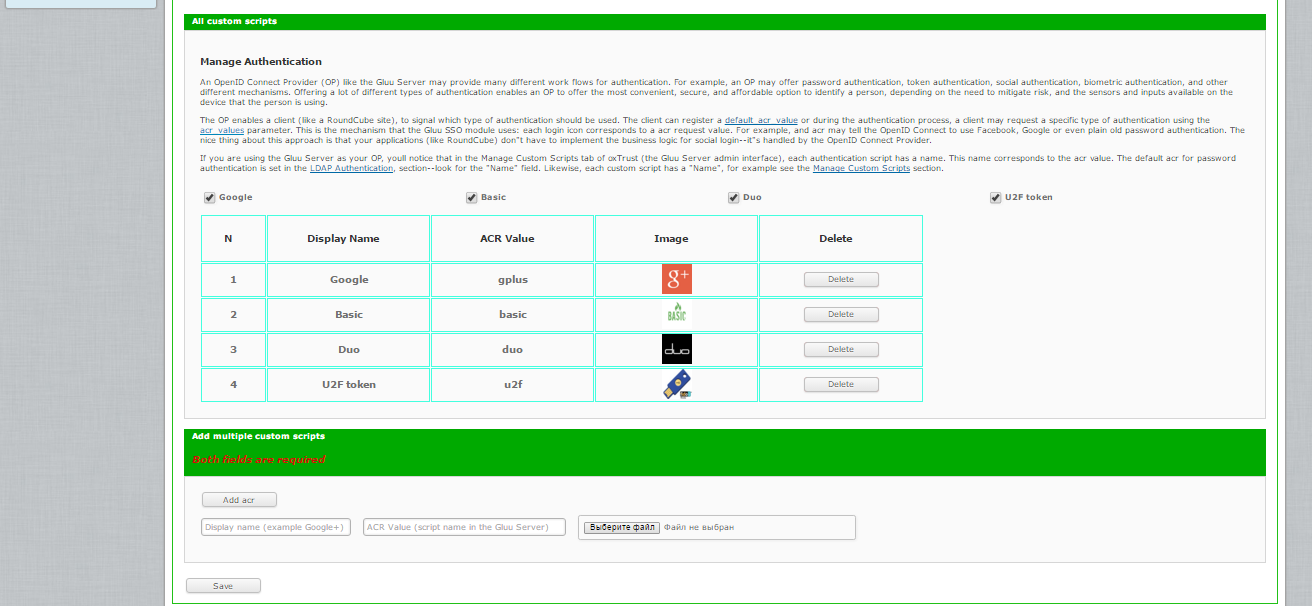 All custom scripts
Manage Authentication
An OpenID Connect Provider (OP) like the Gluu Server may provide many different work flows for authentication. For example, an OP may offer password authentication, token authentication, social authentication, biometric authentication, and other
different mechanisms. Offering a lot of different types of authentication enables an OP to offer the most convenient, secure, and affordable option to identify a person, depending on the need to mitigate risk, and the sensors and inputs available on the
device that the person is using.
The OP enables a client (like a RoundCube site), to signal which type of authentication should be used. The client can register a default_acr_value or during the authentication process, a client may request a specific type of authentication using the
acr_values parameter. This is the mechanism that the Gluu SSO module uses: each login icon corresponds to a acr request value. For example, and acr may tell the OpenID Connect to use Facebook, Google or even plain old password authentication. The
nice thing about this approach is that your applications (like RoundCube) don"t have to implement the business logic for social login--it"s handled by the OpenID Connect Provider.
If you are using the Gluu Server as your OP, youll notice that in the Manage Custom Scripts tab of oxTrust (the Gluu Server admin interface), each authentication script has a name. This name corresponds to the acr value. The default acr for password
authentication is set in the LDAP Authentication, section--look for the "Name" field. Likewise, each custom script has a "Name", for example see the Manage Custom Scripts section.
Google Basic Duo U2F token
N Display Name ACR Value Image Delete
1 Google gplus g+ Delete
2 Basic basic BASIC Delete
3 Duo duo duo Delete
4 U2F token u2f Delete
Add multiple custom scripts
Both fields are required
Add acr
Display name (example Google+) ACR Value (script name in the Gluu Server) Выберите файл Файл не выбран
Save